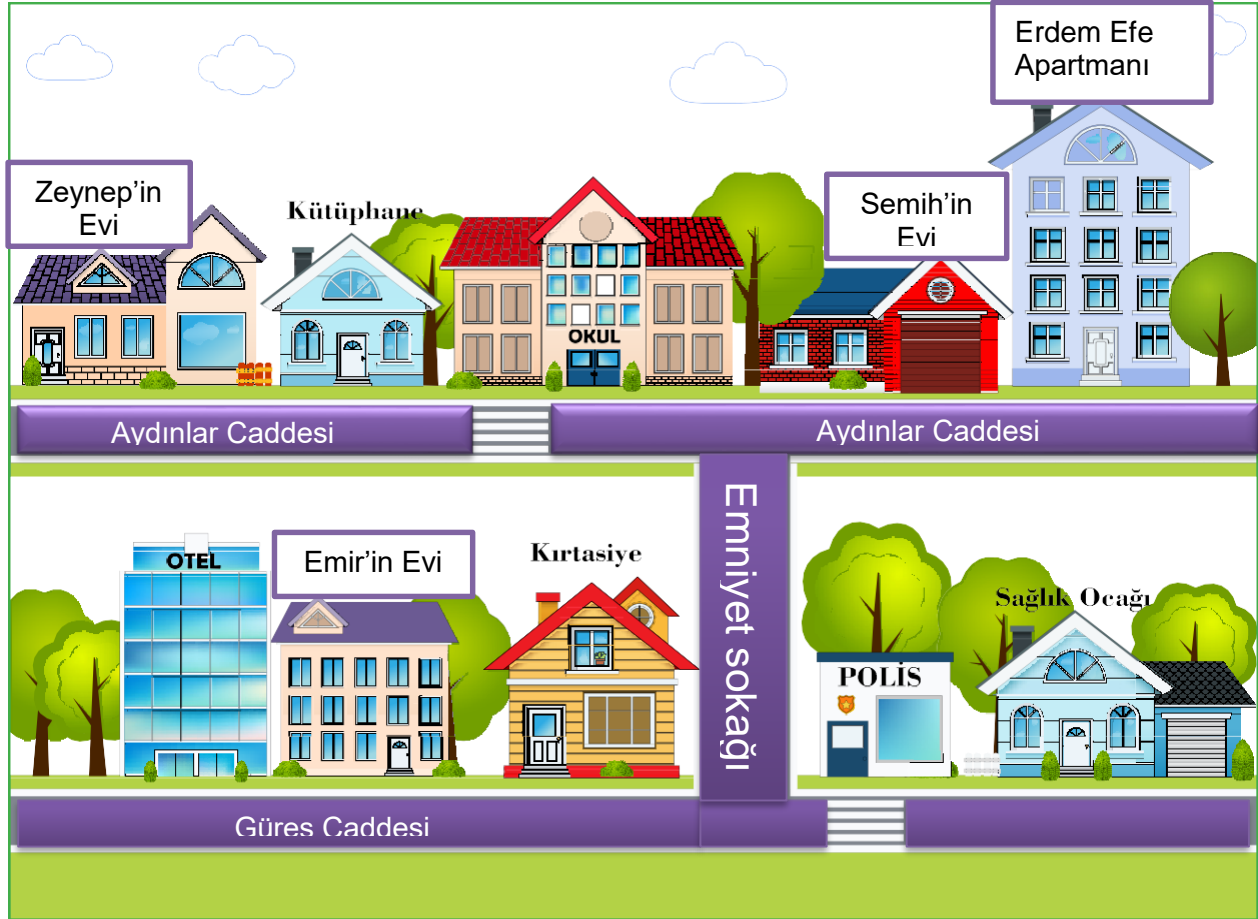 Erdem Efe
Apartmanı
Zeynep'in
Evi
Kütüphane
Semih'in
Evi
OKUL
Aydınlar Caddesi
Aydınlar Caddesi
Emniyet sokağı
OTEL
Emir'in Evi
Kırtasiye
POLİS
Sağlık Ocağı
Güreş Caddesi